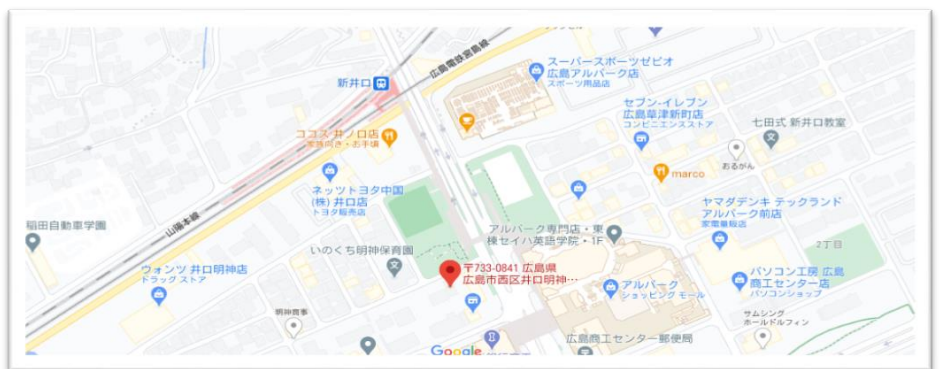 スーパースポーツゼビオ
広島アルパーク店
スポーツ用品店
広島電鉄宮島線
新井口
セブン-イレブン
広島草津新町店
コンビニエンスストア
七田式 新井口教室
ココス 井ノ口店
家族向き・お手頃
おるがん
marco
ネッツトヨタ中国
(株) 井口店
トヨタ販売店
ヤマダデンキ テックランド
アルパーク前店
家電量販店
山陽本線
稲田自動車学園
アルパーク専門店・東
棟セイハ英語学院・1F
2丁目
いのくち明神保育園
ウォンツ 井口明神店
ドラッグストア
〒733-0841 広島県
広島市西区井口明神…
アルパーク
ショッピング モール
パソコン工房 広島
商工センター店
パソコンショップ
明神商事
サムシング
ホールドルフィン
広島商工センター郵便局
Google